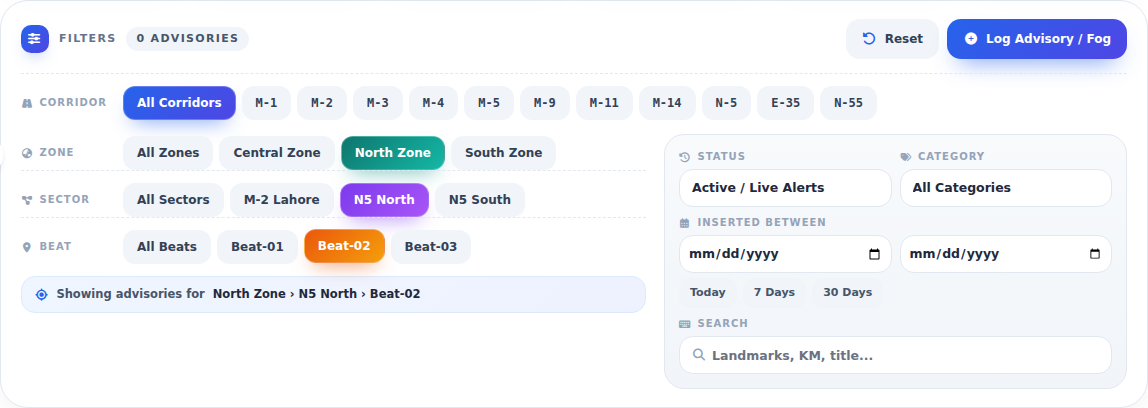 FILTERS 0 ADVISORIES Reset Log Advisory / Fog
CORRIDOR All Corridors M-1 M-2 M-3 M-4 M-5 M-9 M-11 M-14 N-5 E-35 N-55
ZONE All Zones Central Zone North Zone South Zone
SECTOR All Sectors M-2 Lahore N5 North N5 South
BEAT All Beats Beat-01 Beat-02 Beat-03
Showing advisories for North Zone › N5 North › Beat-02
STATUS CATEGORY
Active / Live Alerts All Categories
INSERTED BETWEEN
mm/dd/yyyy mm/dd/yyyy
Today 7 Days 30 Days
SEARCH
Landmarks, KM, title...